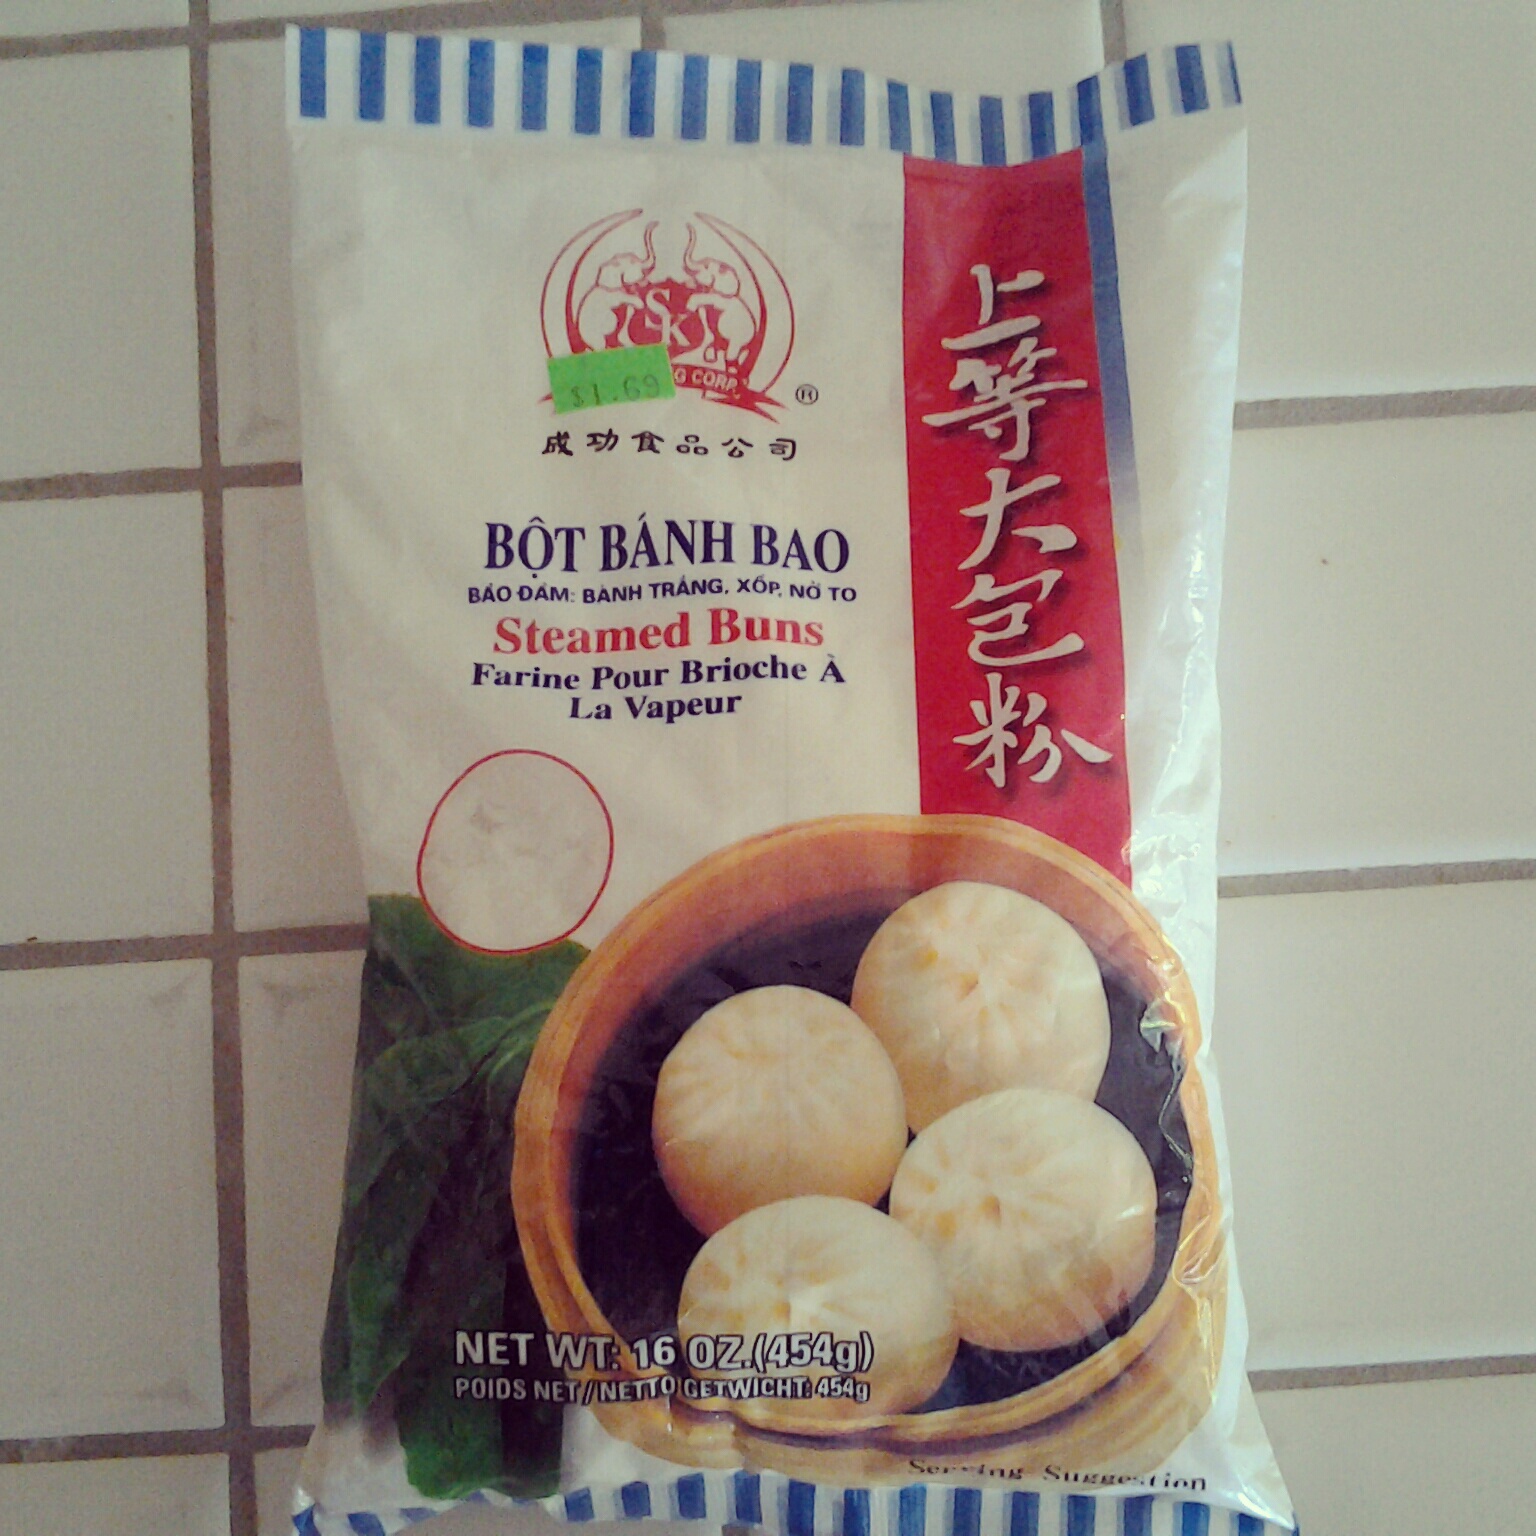 SK
G CORP.
$1.69
®
成功食品公司
上等大包粉
BỘT BÁNH BAO
BẢO ĐẢM: BÁNH TRẮNG, XỐP, NỞ TO
Steamed Buns
Farine Pour Brioche À
La Vapeur
NET WT: 16 OZ.(454g)
POIDS NET/NETTO GETWICHT: 454g
Serving Suggestion